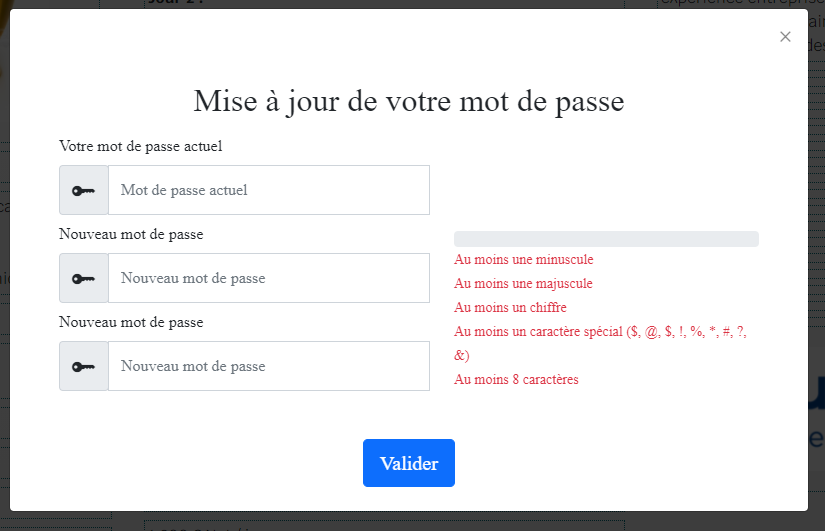 Jour 2 :
×
Mise à jour de votre mot de passe
Votre mot de passe actuel
Mot de passe actuel
Nouveau mot de passe
Nouveau mot de passe
Nouveau mot de passe
Nouveau mot de passe
Au moins une minuscule
Au moins une majuscule
Au moins un chiffre
Au moins un caractère spécial ($, @, $, !, %, *, #, ?,
&)
Au moins 8 caractères
Valider